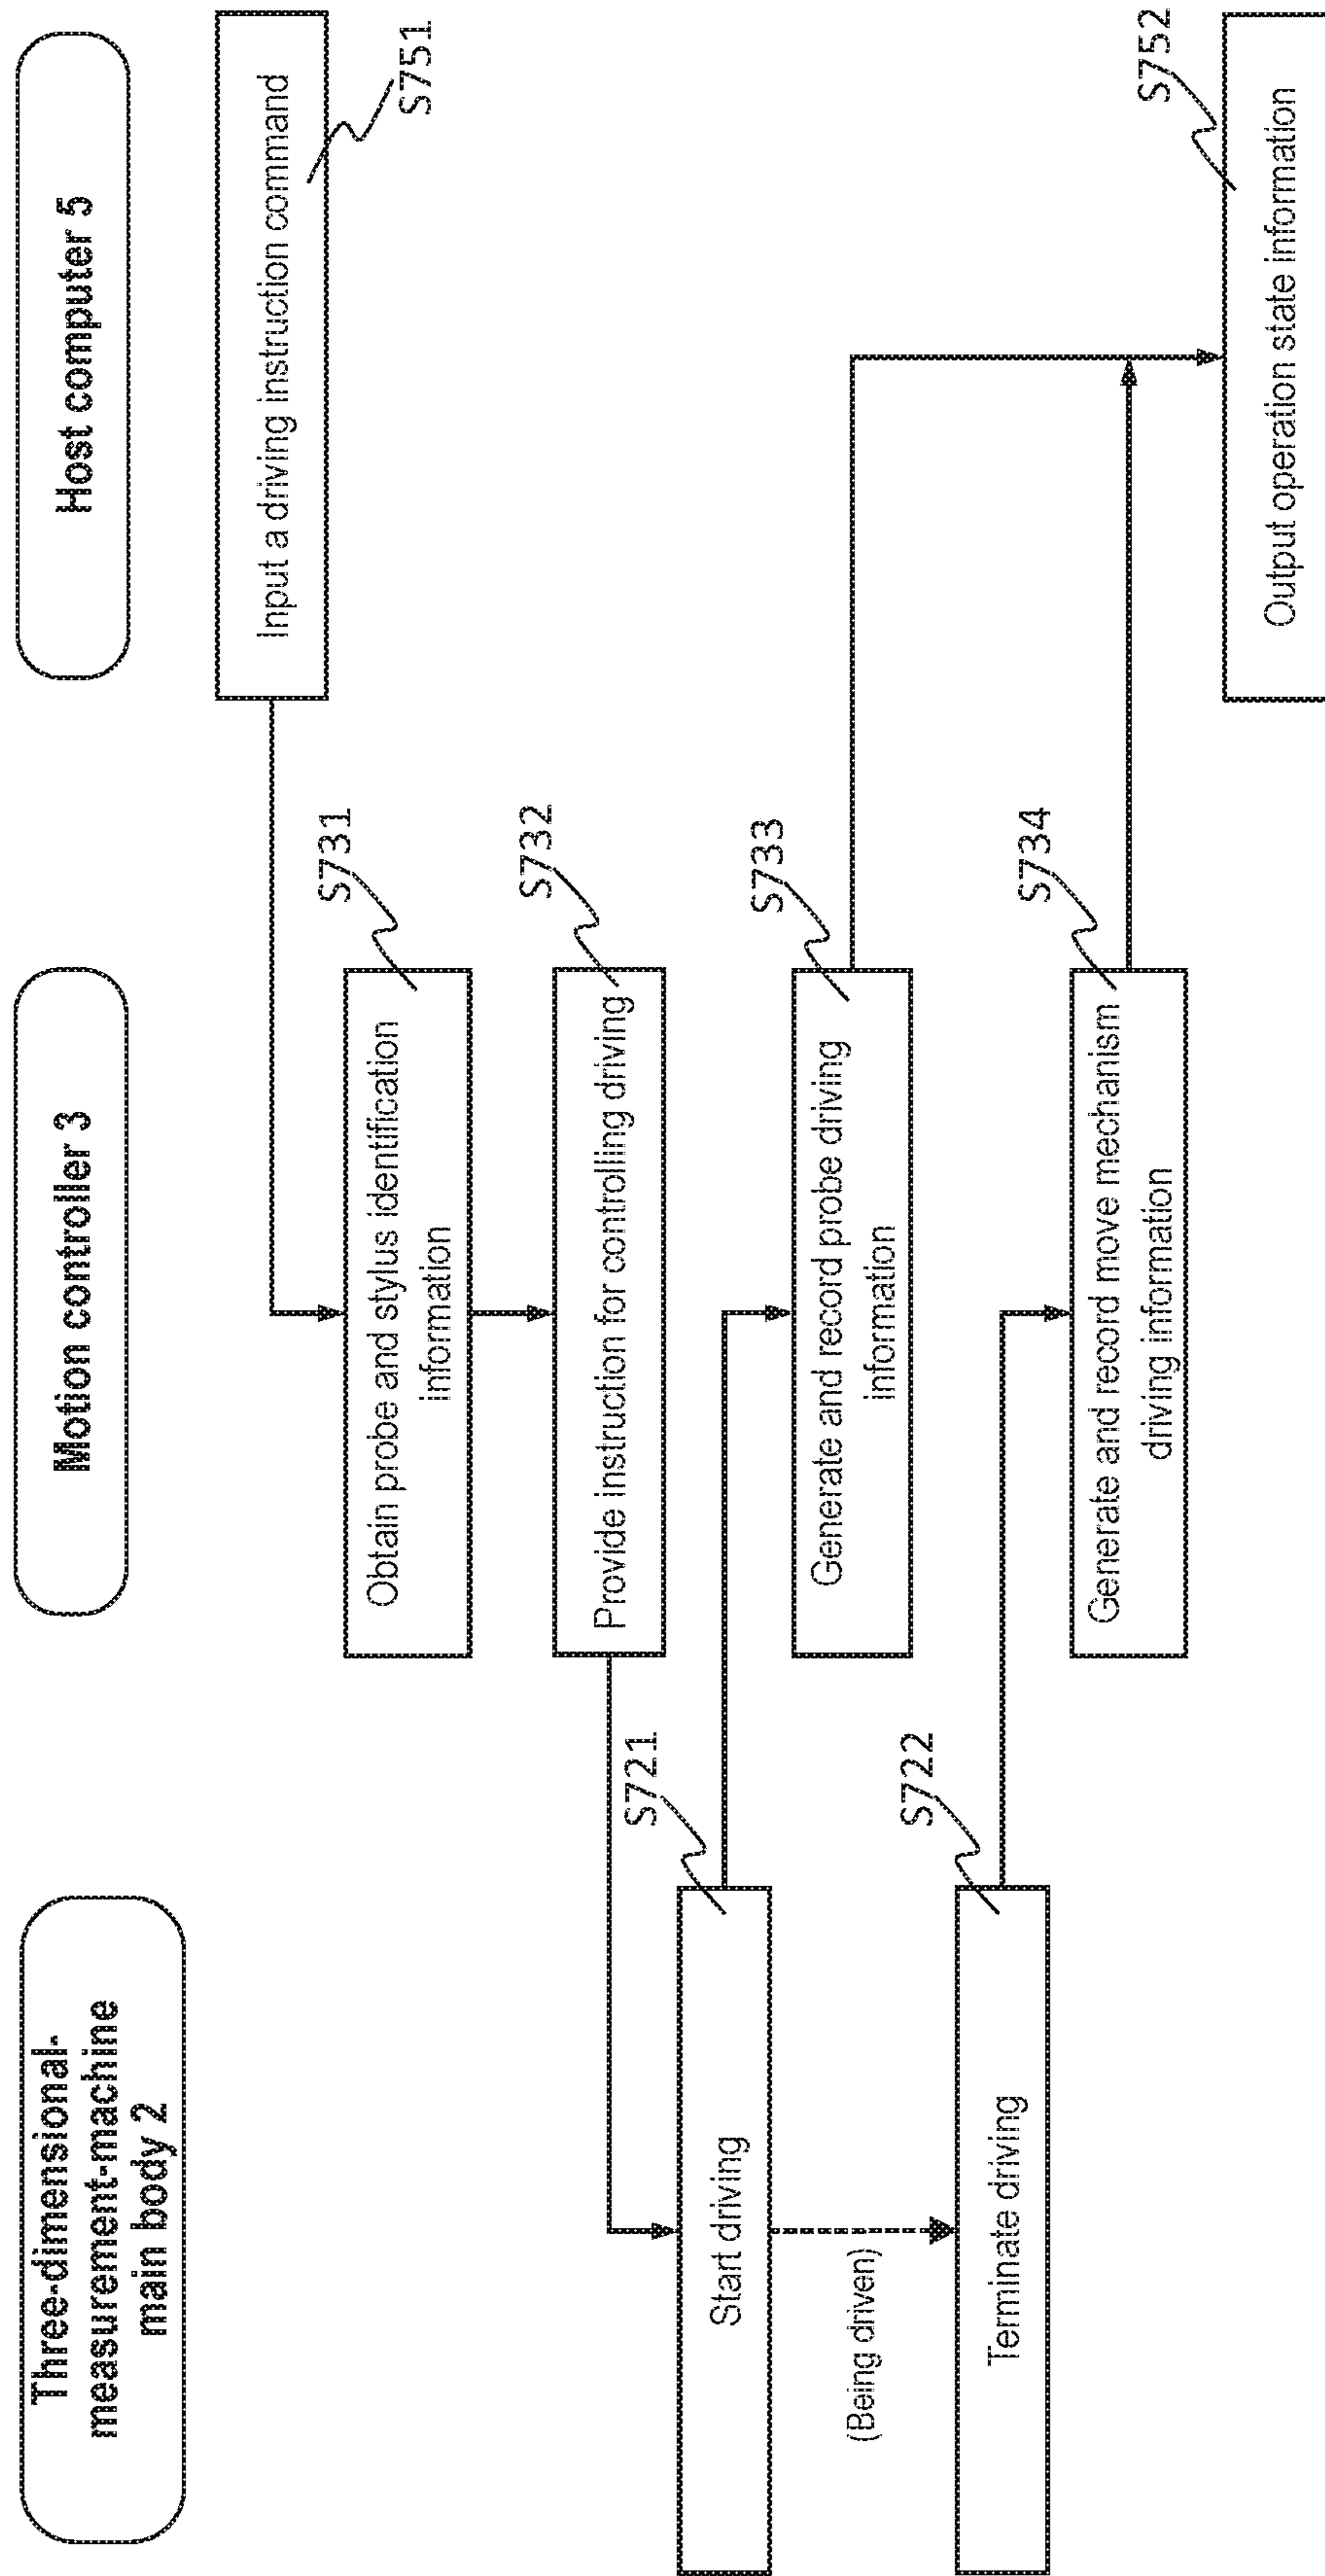 Three-dimensional-
measurement-machine
main body 2
Motion controller 3
Host computer 5
Input a driving instruction command
S751
Obtain probe and stylus identification
information
S731
Provide instruction for controlling driving
S732
Start driving
S721
Generate and record probe driving
information
S733
(Being driven)
Terminate driving
S722
Generate and record move mechanism
driving information
S734
Output operation state information
S752